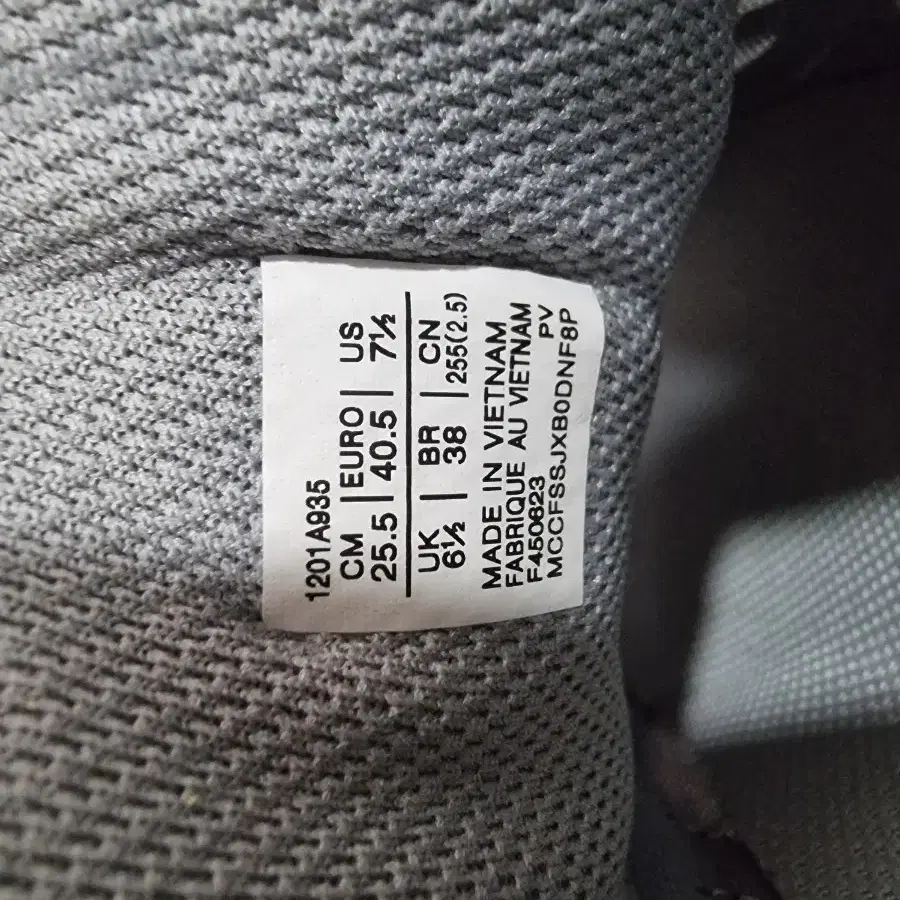 1201A935
CM | EURO | US
25.5 | 40.5 | 7½
UK | BR | CN
6½ | 38 | 255(2.5)
MADE IN VIETNAM
FABRIQUE AU VIETNAM
F450623 PV
MCCFSSJXB0DNF8P